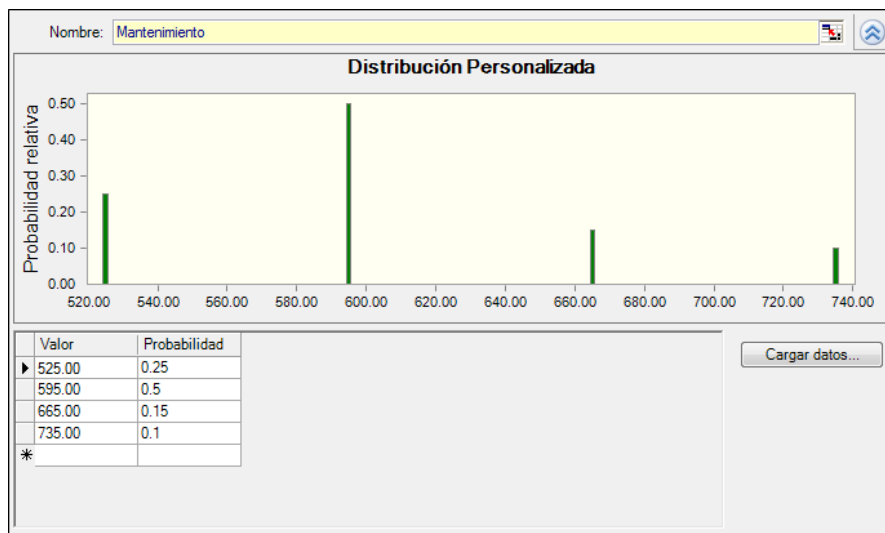 Nombre: Mantenimiento
Distribución Personalizada
Probabilidad relativa
0.50
0.40
0.30
0.20
0.10
0.00
520.00 540.00 560.00 580.00 600.00 620.00 640.00 660.00 680.00 700.00 720.00 740.00
Valor Probabilidad
525.00 0.25
595.00 0.5
665.00 0.15
735.00 0.1
Cargar datos...